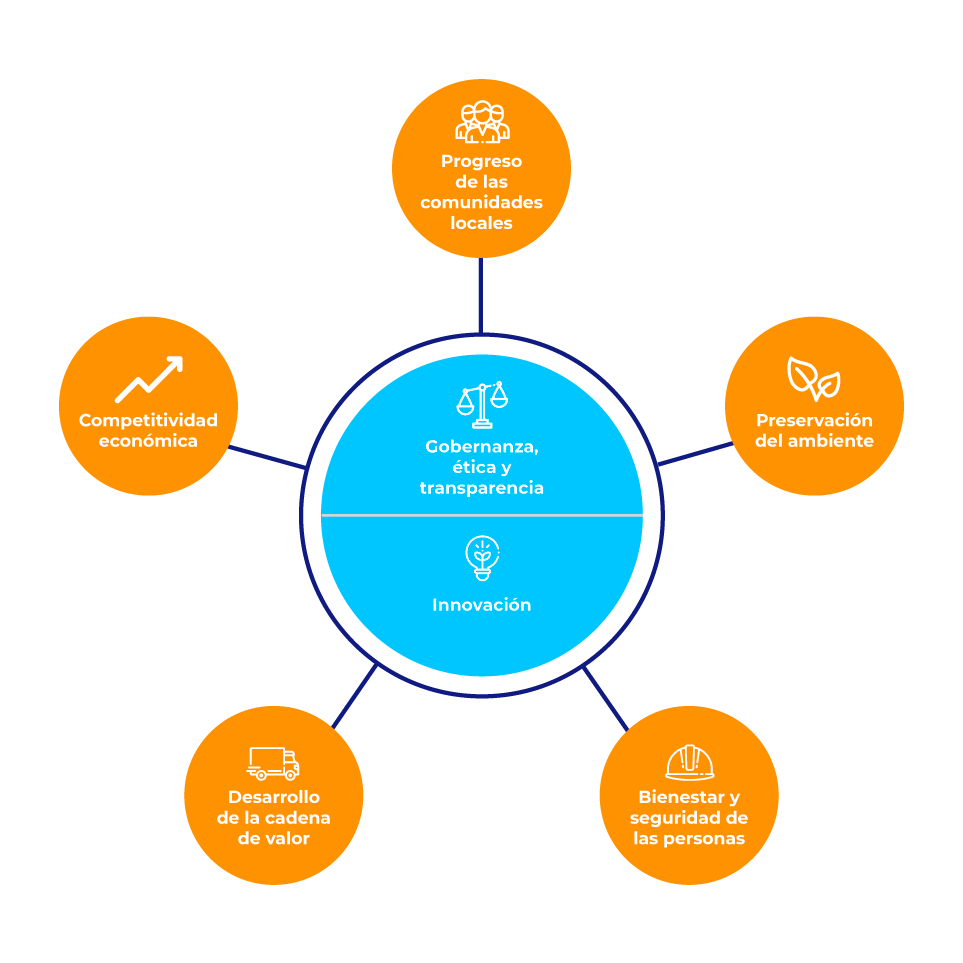 Progreso
de las
comunidades
locales
Competitividad
económica
Preservación
del ambiente
Gobernanza,
ética y
transparencia
Innovación
Desarrollo
de la cadena
de valor
Bienestar y
seguridad de
las personas